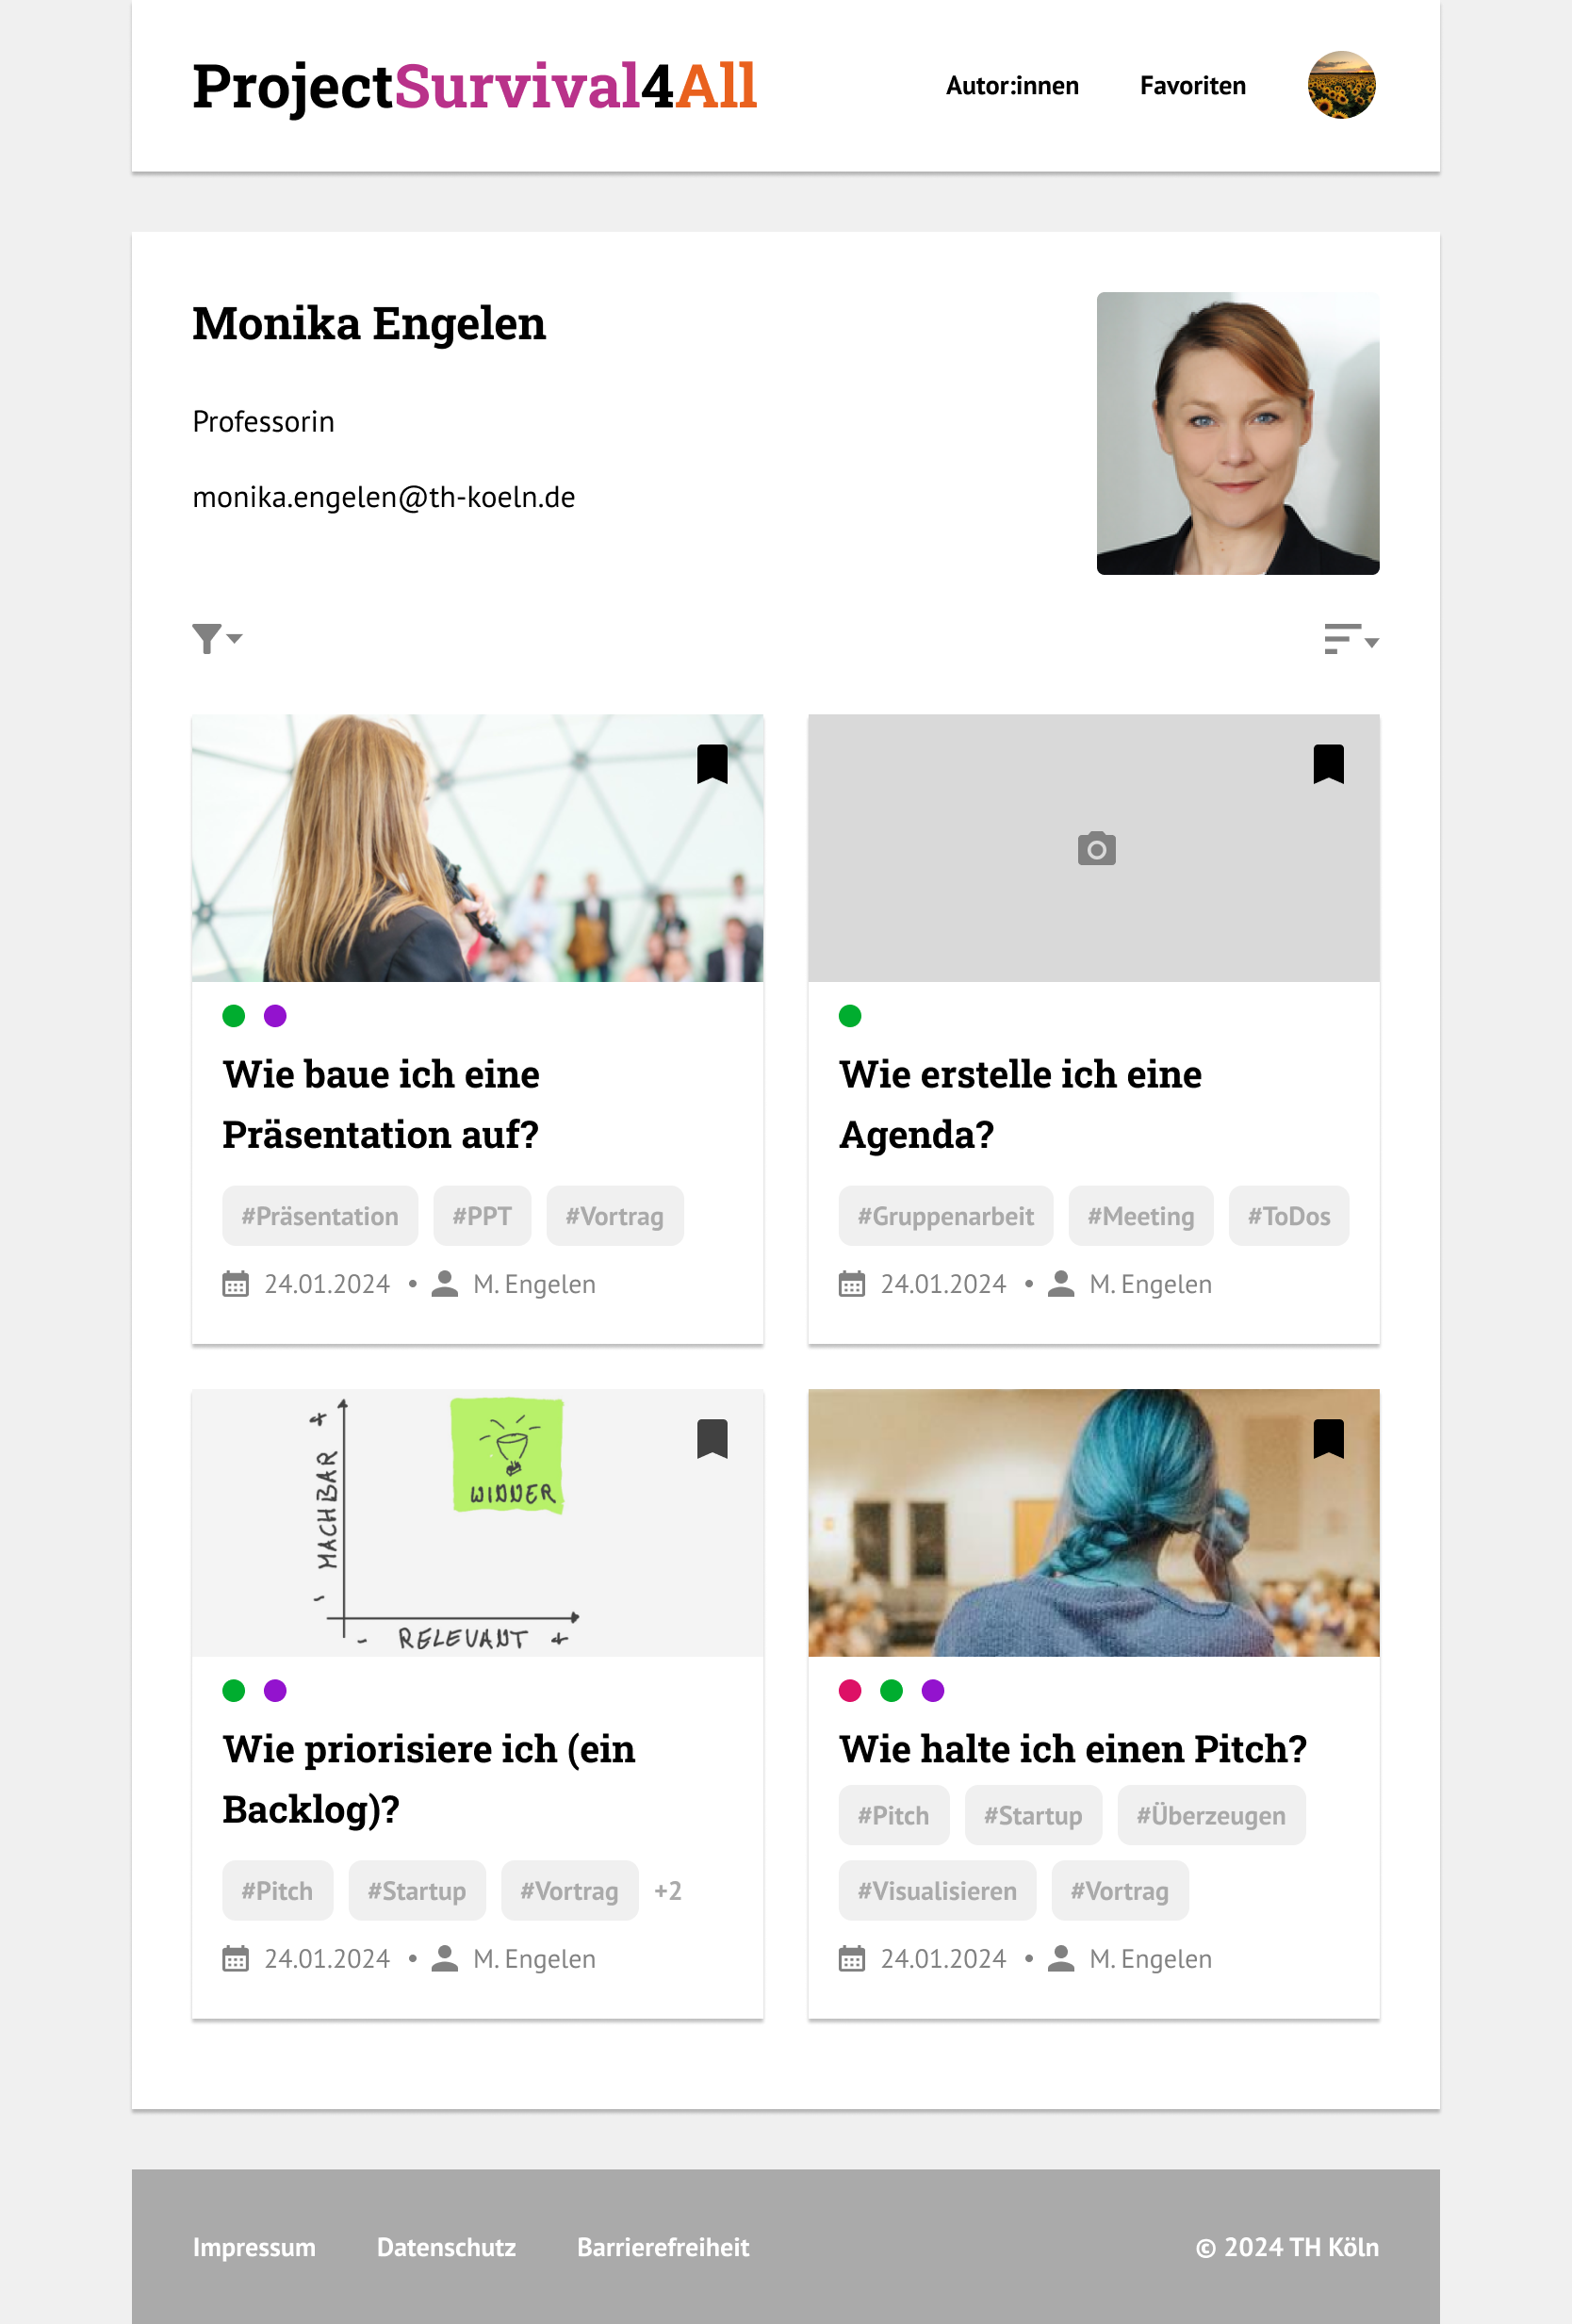 ProjectSurvival4All
Autor:innen Favoriten
Monika Engelen
Professorin
monika.engelen@th-koeln.de
Wie baue ich eine
Präsentation auf?
#Präsentation #PPT #Vortrag
24.01.2024 • M. Engelen
Wie erstelle ich eine
Agenda?
#Gruppenarbeit #Meeting #ToDos
24.01.2024 • M. Engelen
+
MACHBAR
-
WINNER
- RELEVANT +
Wie priorisiere ich (ein
Backlog)?
#Pitch #Startup #Vortrag +2
24.01.2024 • M. Engelen
Wie halte ich einen Pitch?
#Pitch #Startup #Überzeugen
#Visualisieren #Vortrag
24.01.2024 • M. Engelen
Impressum Datenschutz Barrierefreiheit © 2024 TH Köln